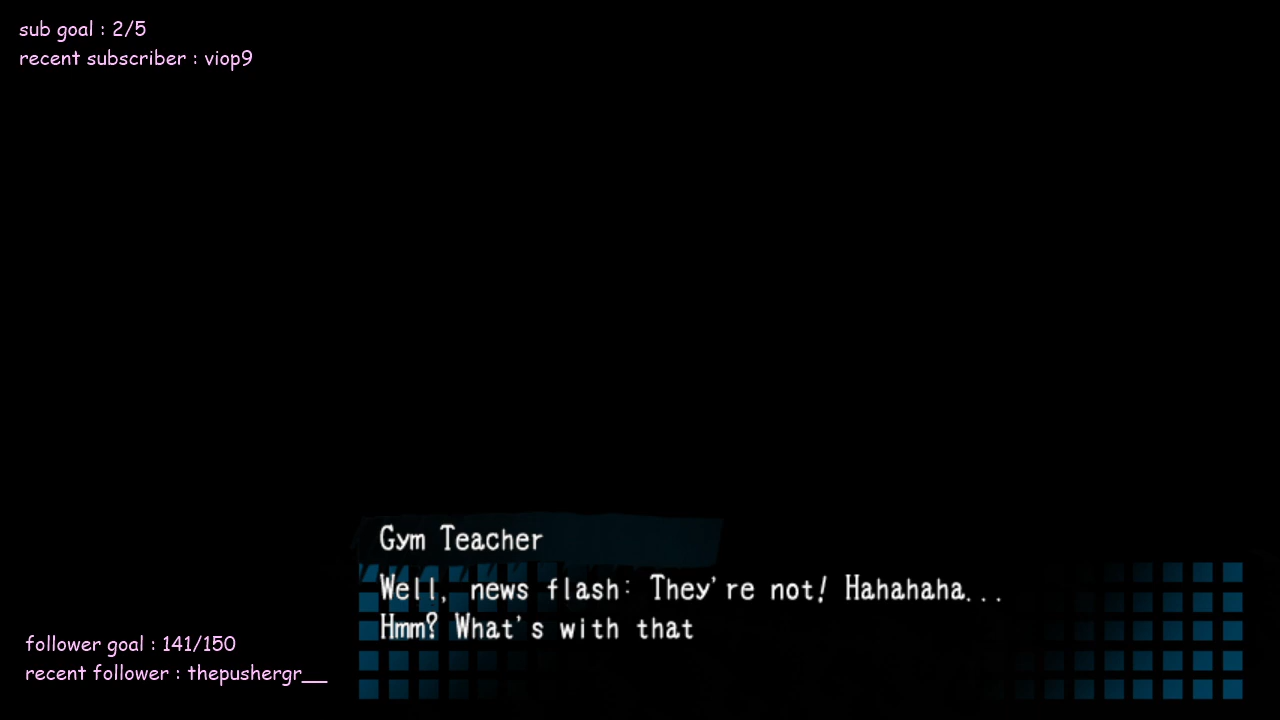 sub goal : 2/5
recent subscriber : viop9
Gym Teacher
Well, news flash: They're not! Hahahaha...
Hmm? What's with that
follower goal : 141/150
recent follower : thepushergr__